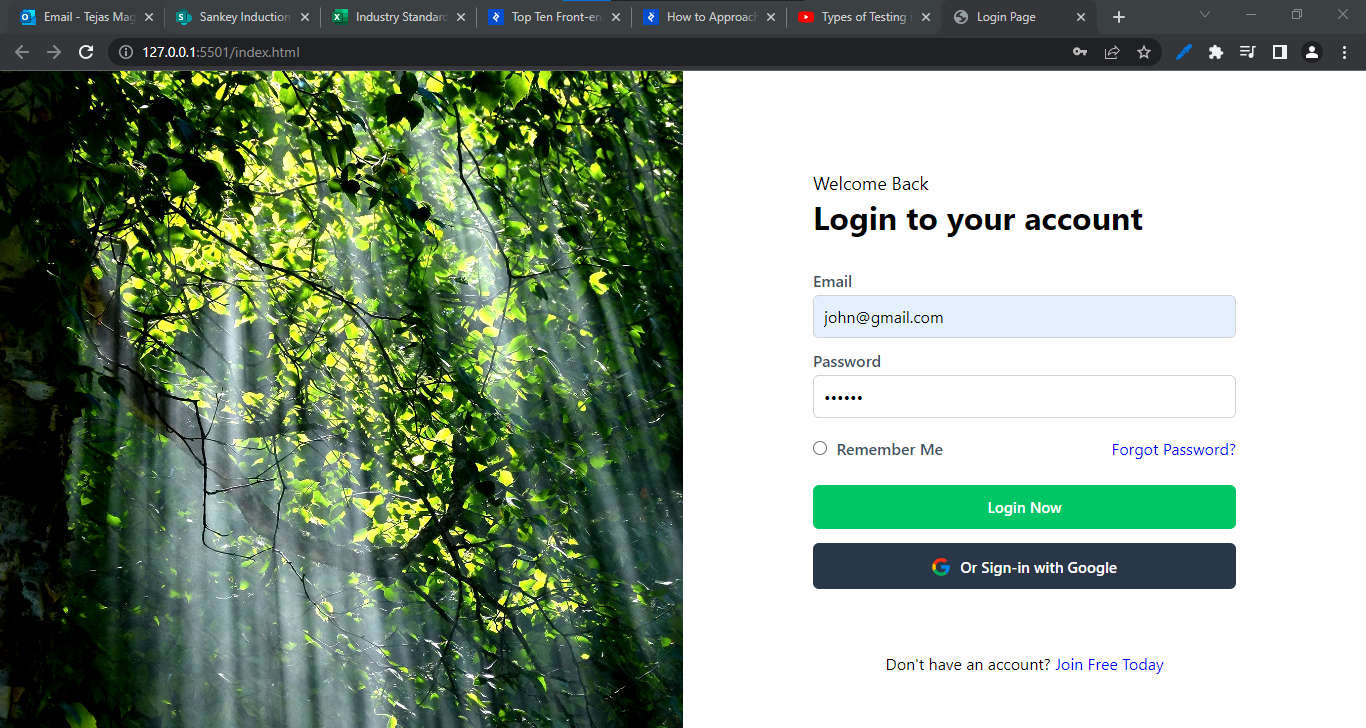 Email - Tejas Mag
Sankey Induction
Industry Standard
Top Ten Front-en
How to Approach
Types of Testing
Login Page
127.0.0.1:5501/index.html
Welcome Back
Login to your account
Email
john@gmail.com
Password
••••••
Remember Me
Forgot Password?
Login Now
Or Sign-in with Google
Don't have an account? Join Free Today